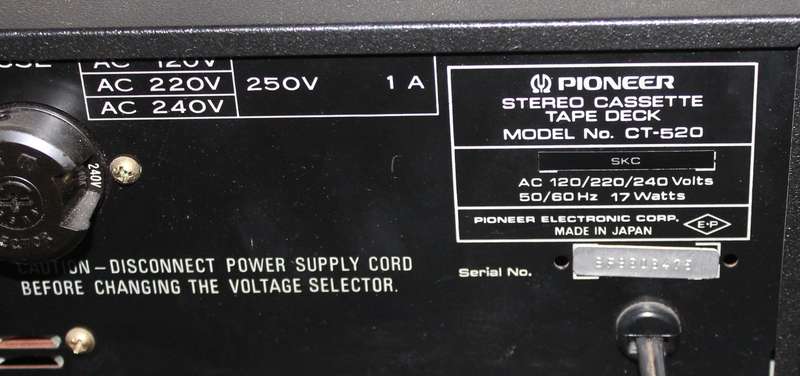 AC 120V
AC 220V
AC 240V
250V 1 A
240V
CAUTION – DISCONNECT POWER SUPPLY CORD
BEFORE CHANGING THE VOLTAGE SELECTOR.
PIONEER
STEREO CASSETTE
TAPE DECK
MODEL No. CT-520
SKC
AC 120/220/240 Volts
50/60 Hz 17 Watts
PIONEER ELECTRONIC CORP.
MADE IN JAPAN
E·P
Serial No.